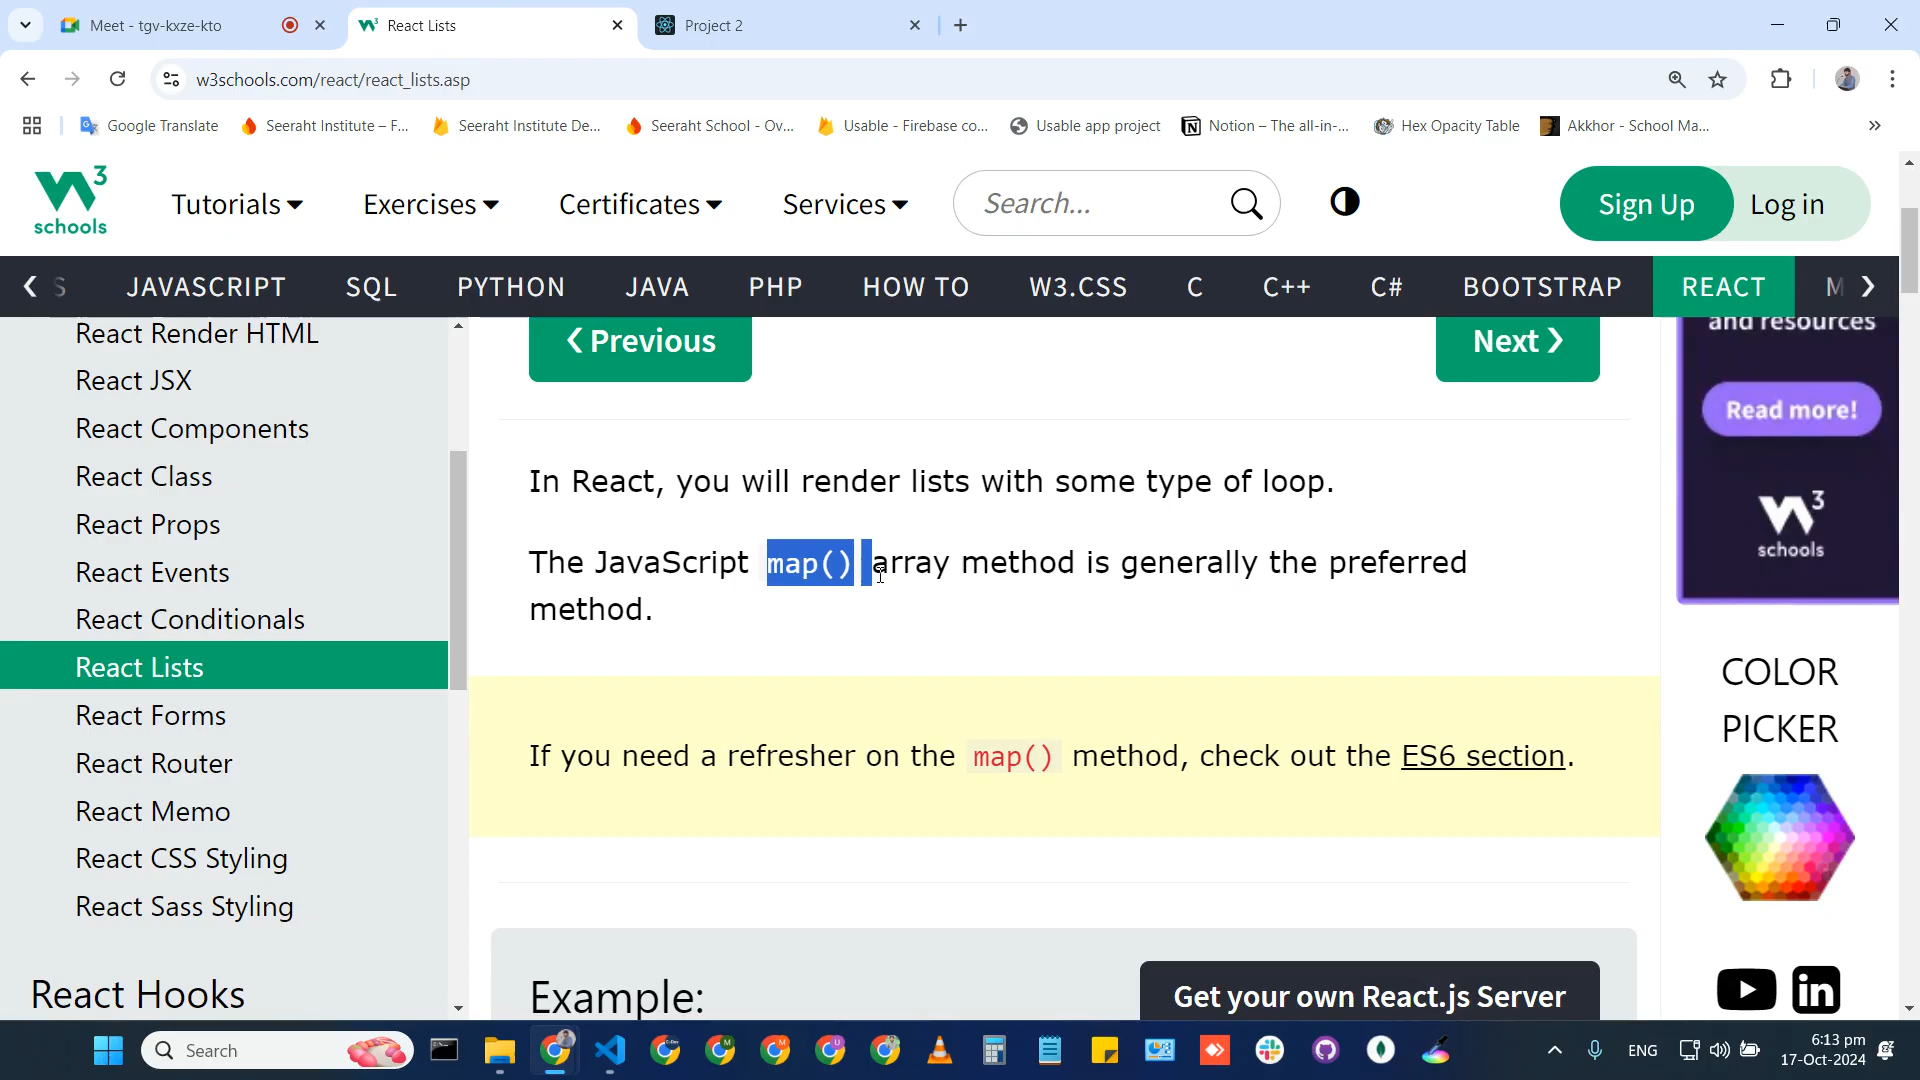 Meet - tgv-kxze-kto
React Lists
Project 2
w3schools.com/react/react_lists.asp
Google Translate
Seeraht Institute – F...
Seeraht Institute De...
Seeraht School - Ov...
Usable - Firebase co...
Usable app project
Notion – The all-in-...
Hex Opacity Table
Akkhor - School Ma...
3
schools
Tutorials
Exercises
Certificates
Services
Search...
Sign Up
Log in
S
JAVASCRIPT
SQL
PYTHON
JAVA
PHP
HOW TO
W3.CSS
C
C++
C#
BOOTSTRAP
REACT
M
React Render HTML
React JSX
React Components
React Class
React Props
React Events
React Conditionals
React Lists
React Forms
React Router
React Memo
React CSS Styling
React Sass Styling
React Hooks
❮ Previous
Next ❯
In React, you will render lists with some type of loop.
The JavaScript map() array method is generally the preferred
method.
If you need a refresher on the map() method, check out the ES6 section.
Example:
Get your own React.js Server
and resources
Read more!
3
schools
COLOR
PICKER
in
Search
ENG
6:13 pm
17-Oct-2024